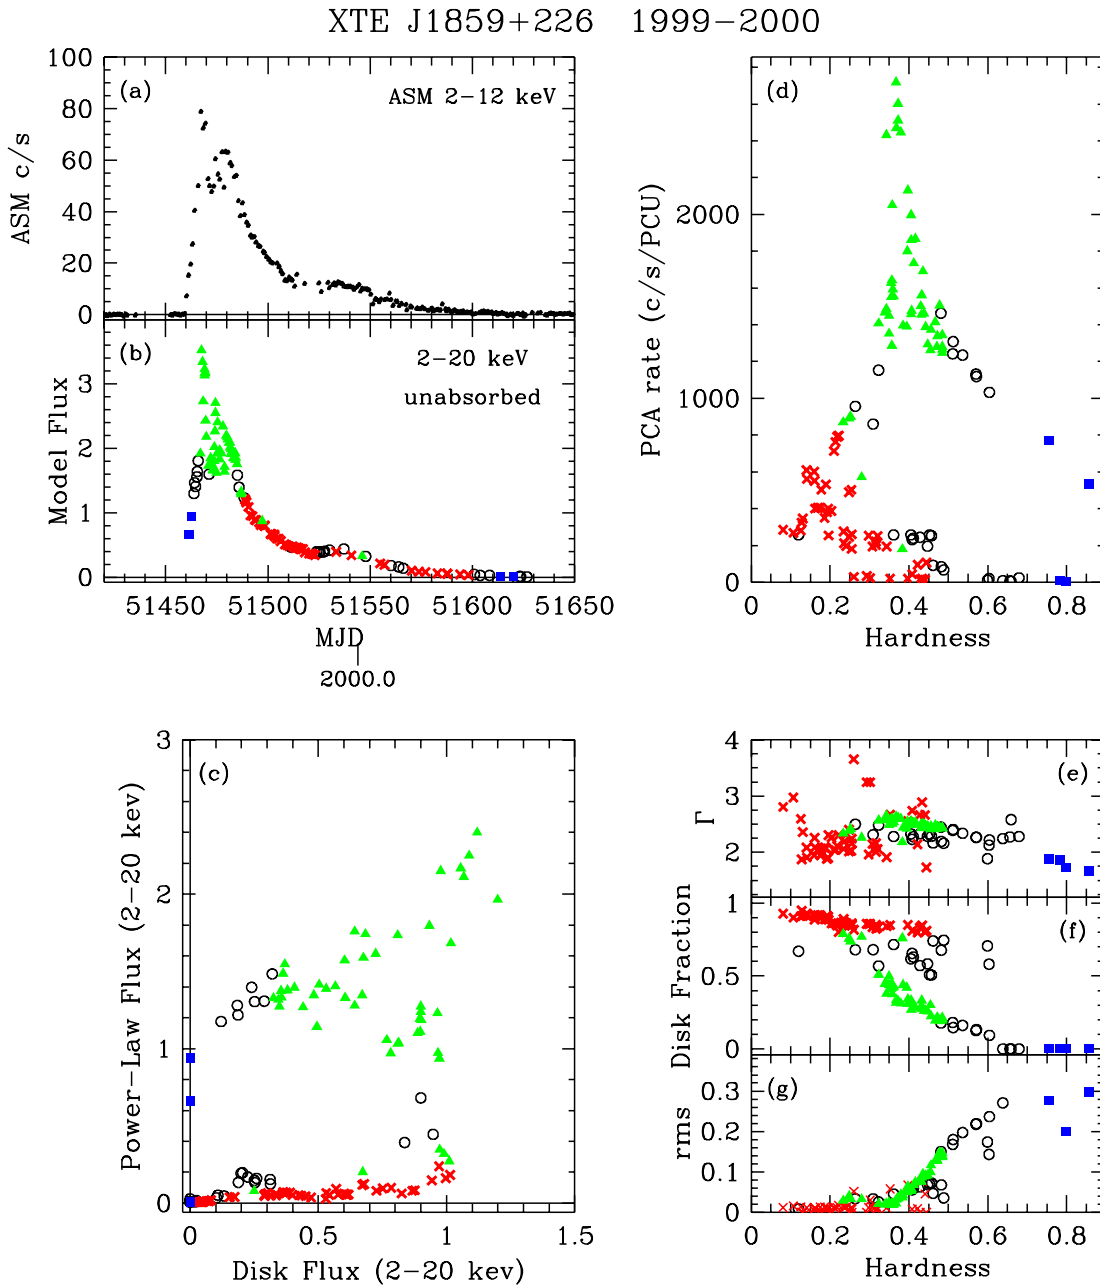 XTE J1859+226 1999−2000
(a)
ASM 2−12 keV
ASM c/s
100
80
60
40
20
0
(b)
2−20 keV
unabsorbed
Model Flux
3
2
1
0
51450 51500 51550 51600 51650
MJD
2000.0
(d)
PCA rate (c/s/PCU)
2000
1000
0
0 0.2 0.4 0.6 0.8
Hardness
(c)
Power−Law Flux (2−20 kev)
3
2
1
0
0 0.5 1 1.5
Disk Flux (2−20 kev)
(e)
Γ
4
3
2
(f)
Disk Fraction
1
0.5
0
(g)
rms
0.3
0.2
0.1
0
0 0.2 0.4 0.6 0.8
Hardness